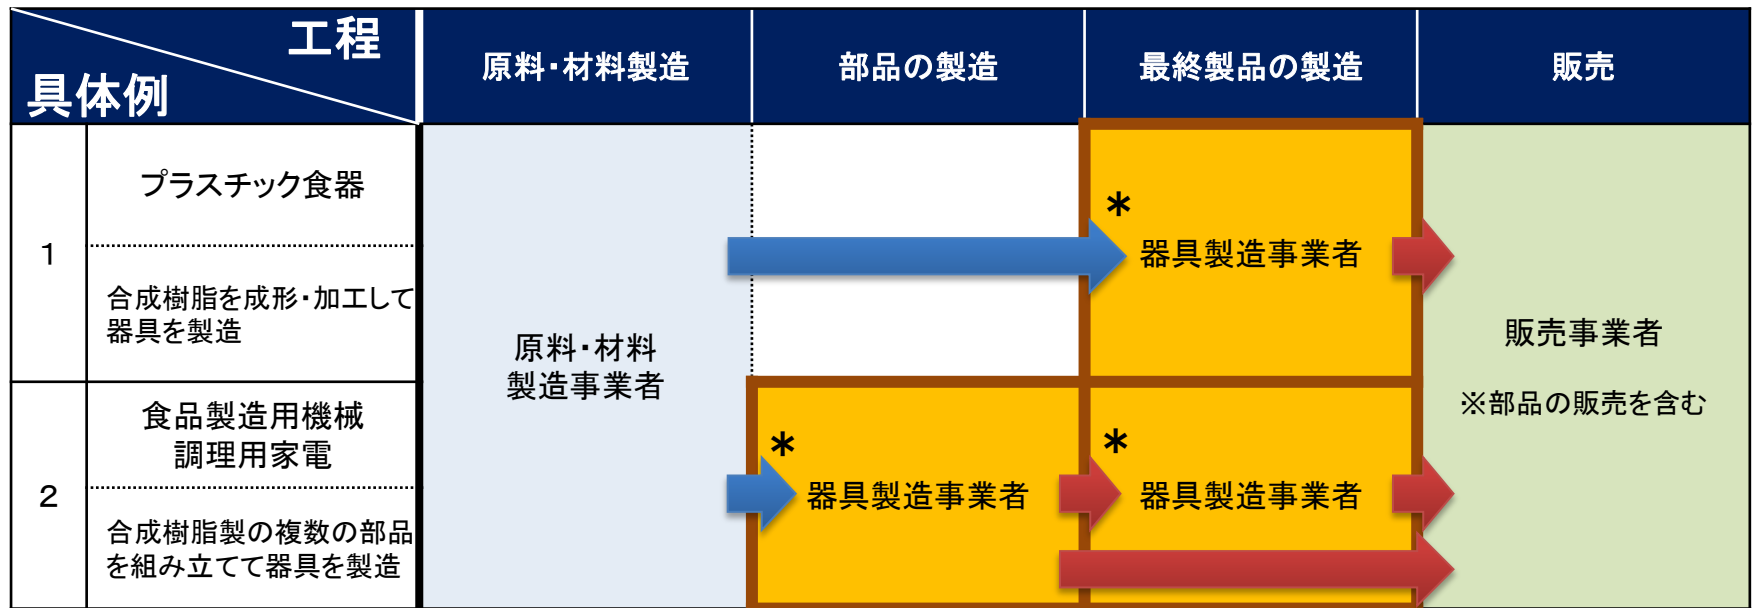 工程
具体例
原料・材料製造
部品の製造
最終製品の製造
販売
1
プラスチック食器
合成樹脂を成形・加工して
器具を製造
原料・材料
製造事業者
*
器具製造事業者
販売事業者
※部品の販売を含む
2
食品製造用機械
調理用家電
合成樹脂製の複数の部品
を組み立てて器具を製造
*
器具製造事業者
*
器具製造事業者